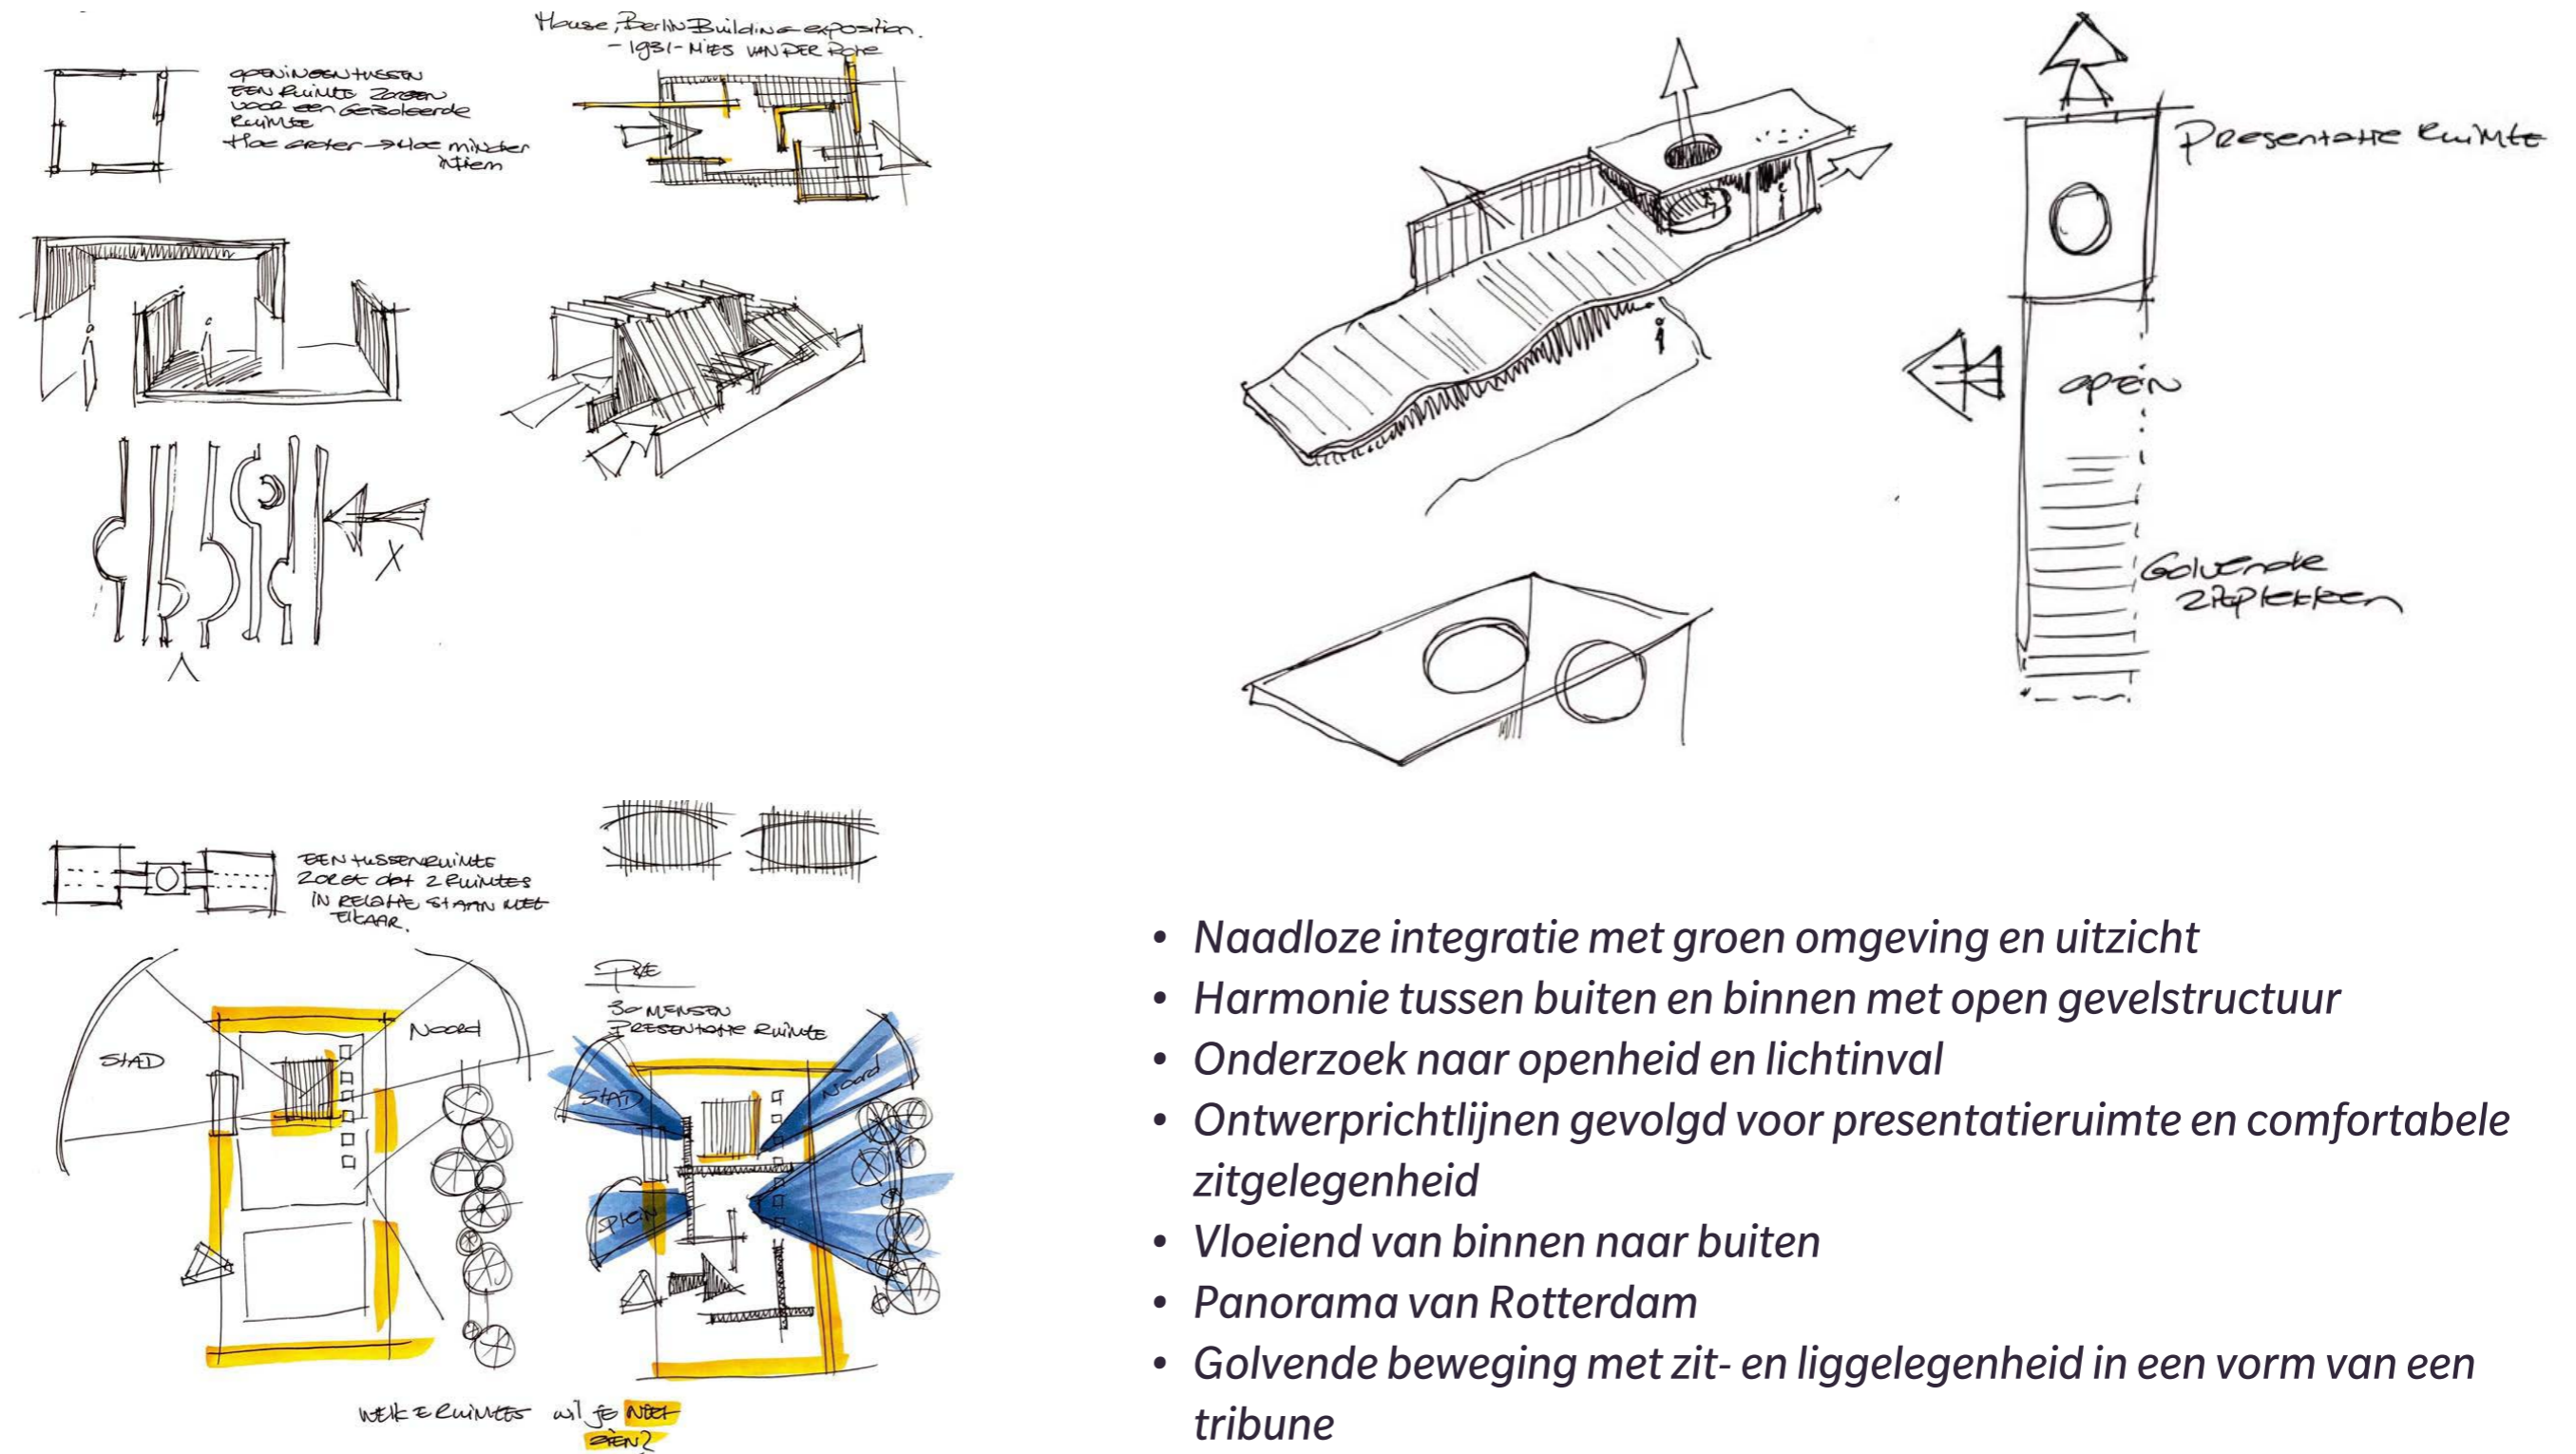 House, Berlin Building exposition.
- 1931 - Mies van der Rohe
openingen tussen
een ruimte zorgen
voor een geïsoleerde
ruimte
Hoe groter → Hoe minder
intiem
Presentatie ruimte
open
Golvende
zitplekken
Een tussenruimte
zorgt dat 2 ruimtes
in relatie staan met
elkaar.
Stad
Noord
PvE
30 mensen
Presentatie ruimte
Stad
Noord
Plein
Welke ruimtes wil je niet
zien?
• Naadloze integratie met groen omgeving en uitzicht
• Harmonie tussen buiten en binnen met open gevelstructuur
• Onderzoek naar openheid en lichtinval
• Ontwerprichtlijnen gevolgd voor presentatieruimte en comfortabele
zitgelegenheid
• Vloeiend van binnen naar buiten
• Panorama van Rotterdam
• Golvende beweging met zit- en liggelegenheid in een vorm van een
tribune